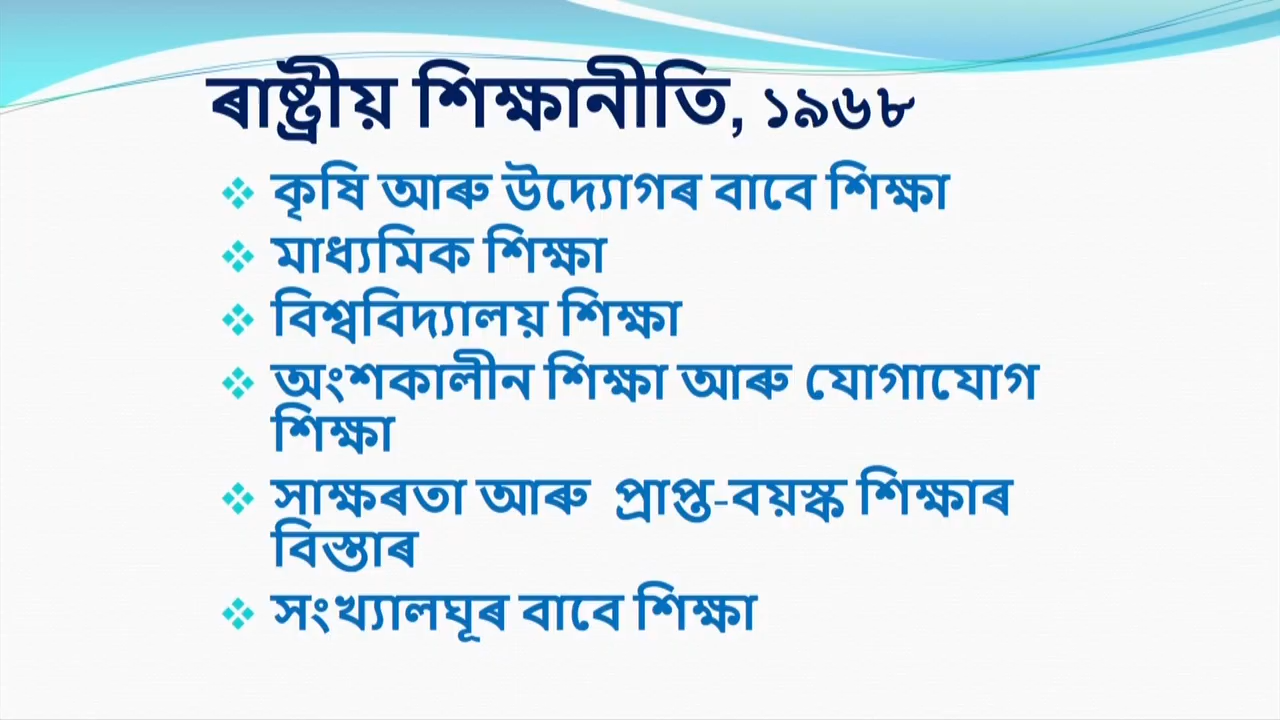 ৰাষ্ট্ৰীয় শিক্ষানীতি, ১৯৬৮
কৃষি আৰু উদ্যোগৰ বাবে শিক্ষা
মাধ্যমিক শিক্ষা
বিশ্ববিদ্যালয় শিক্ষা
অংশকালীন শিক্ষা আৰু যোগাযোগ
শিক্ষা
সাক্ষৰতা আৰু প্ৰাপ্ত-বয়স্ক শিক্ষাৰ
বিস্তাৰ
সংখ্যালঘূৰ বাবে শিক্ষা